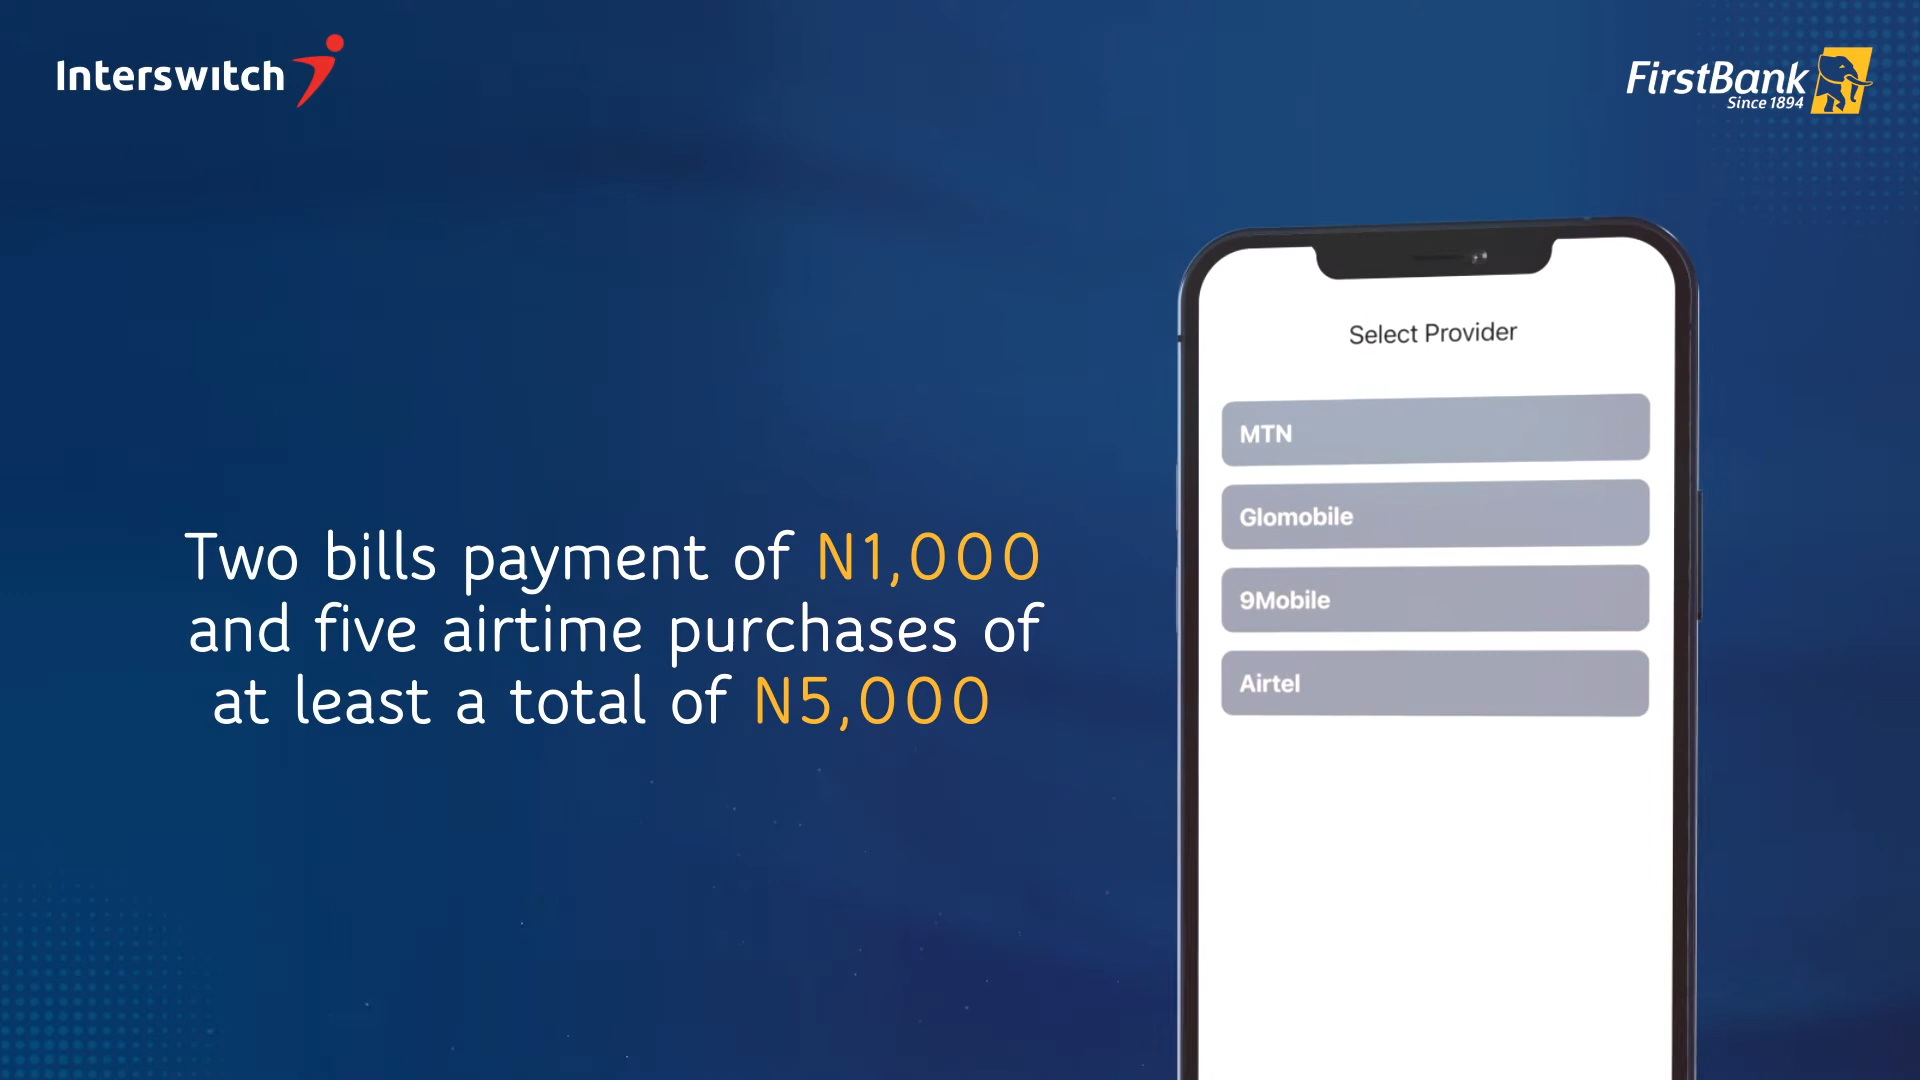 Interswitch
FirstBank
Since 1894
Two bills payment of N1,000
and five airtime purchases of
at least a total of N5,000
Select Provider
MTN
Glomobile
9Mobile
Airtel